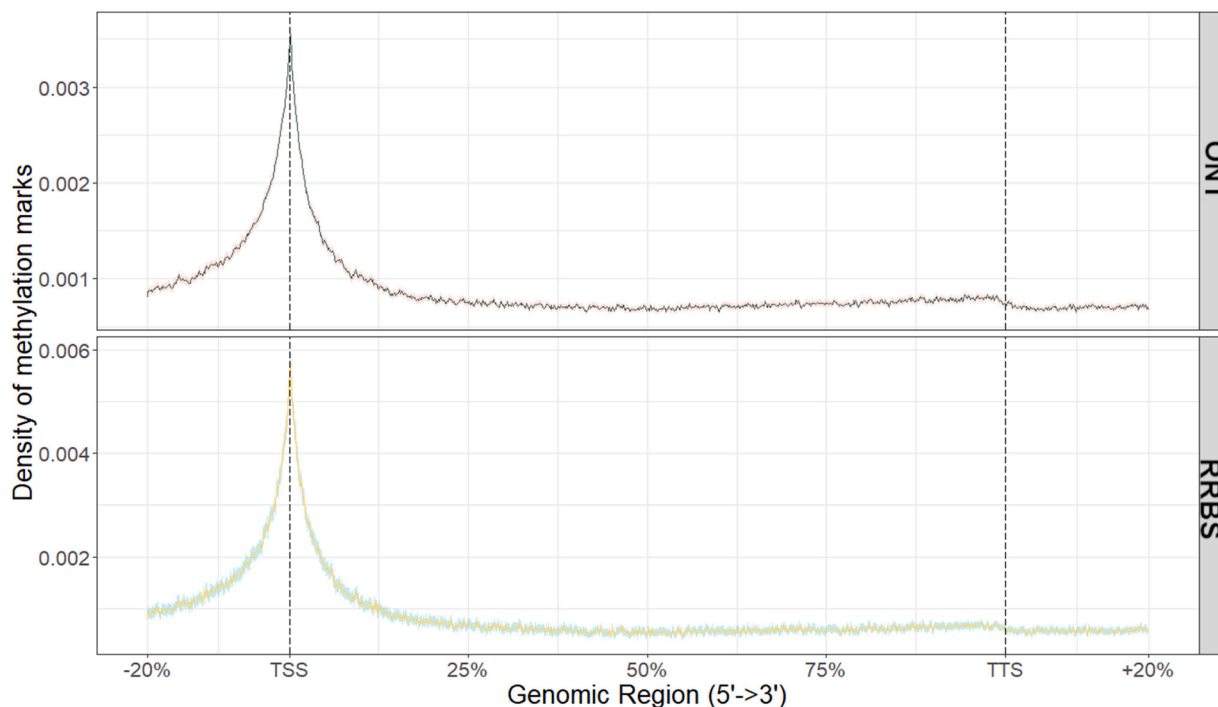 Density of methylation marks
0.003
0.002
0.001
ONT
0.006
0.004
0.002
RRBS
-20% TSS 25% 50% 75% TTS +20%
Genomic Region (5'->3')